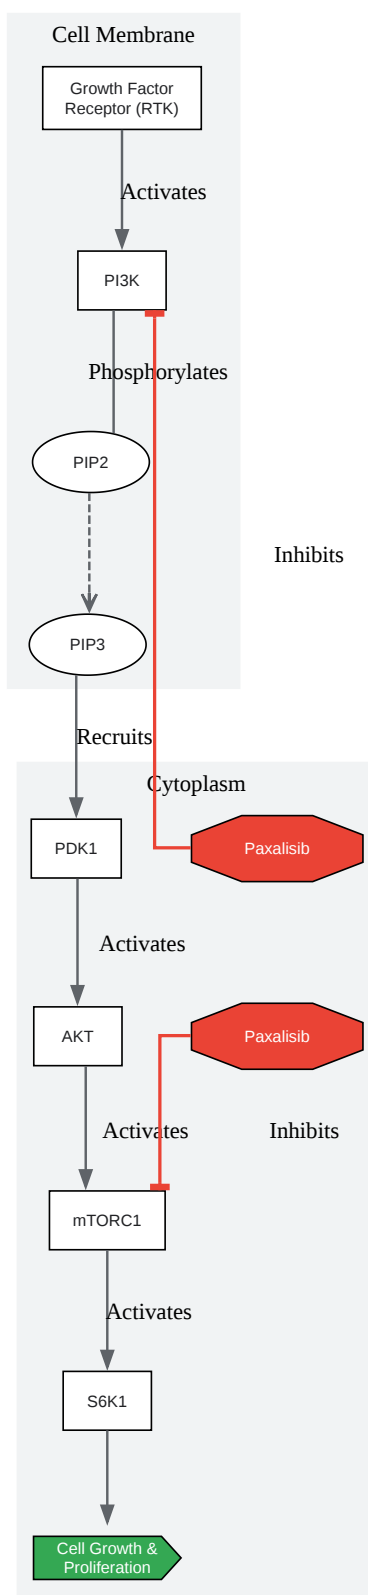 Cell Membrane
Growth Factor
Receptor (RTK)
Activates
PI3K
Phosphorylates
PIP2
Inhibits
PIP3
Recruits
Cytoplasm
PDK1
Paxalisib
Activates
AKT
Paxalisib
Activates
Inhibits
mTORC1
Activates
S6K1
Cell Growth &
Proliferation